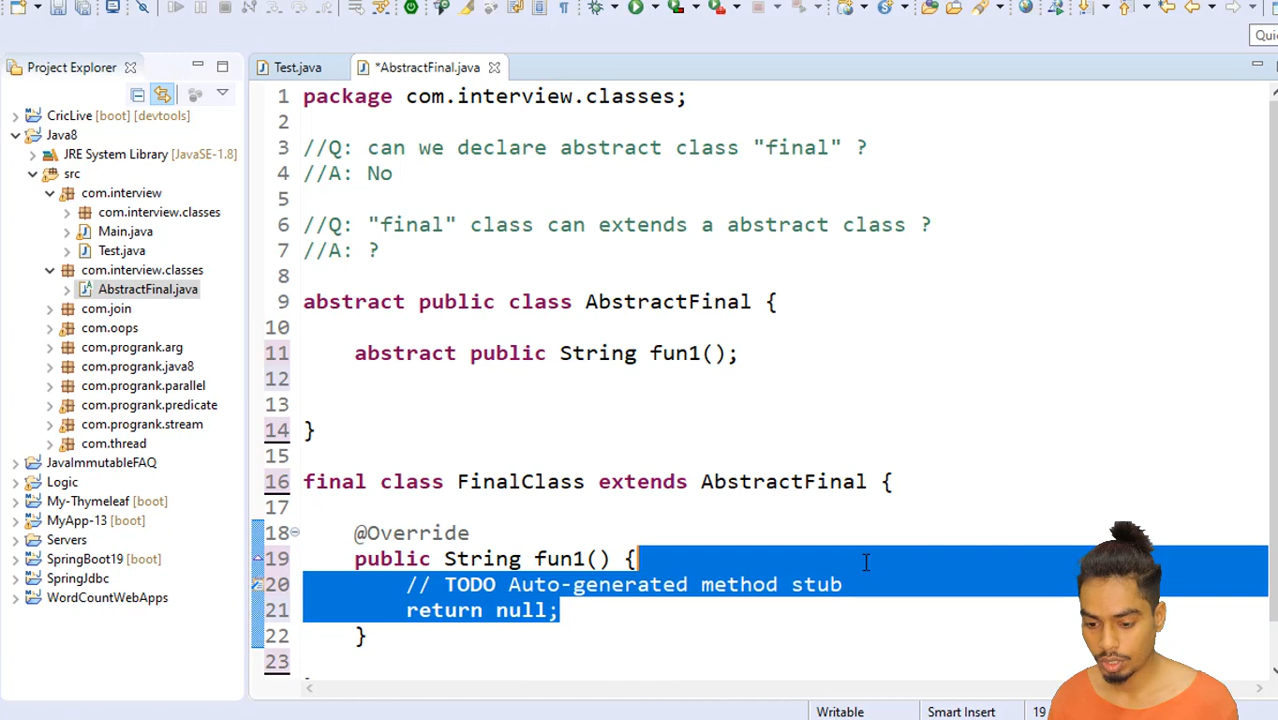 Quic
Project Explorer
Test.java
*AbstractFinal.java
CricLive [boot] [devtools]
Java8
JRE System Library [JavaSE-1.8]
src
com.interview
com.interview.classes
Main.java
Test.java
com.interview.classes
AbstractFinal.java
com.join
com.oops
com.progrank.arg
com.progrank.java8
com.progrank.parallel
com.progrank.predicate
com.progrank.stream
com.thread
JavaImmutableFAQ
Logic
My-Thymeleaf [boot]
MyApp-13 [boot]
Servers
SpringBoot19 [boot]
SpringJdbc
WordCountWebApps
1 package com.interview.classes;
2
3 //Q: can we declare abstract class "final" ?
4 //A: No
5
6 //Q: "final" class can extends a abstract class ?
7 //A: ?
8
9 abstract public class AbstractFinal {
10
11 abstract public String fun1();
12
13
14 }
15
16 final class FinalClass extends AbstractFinal {
17
18 @Override
19 public String fun1() {
20 // TODO Auto-generated method stub
21 return null;
22 }
23
Writable
Smart Insert
19